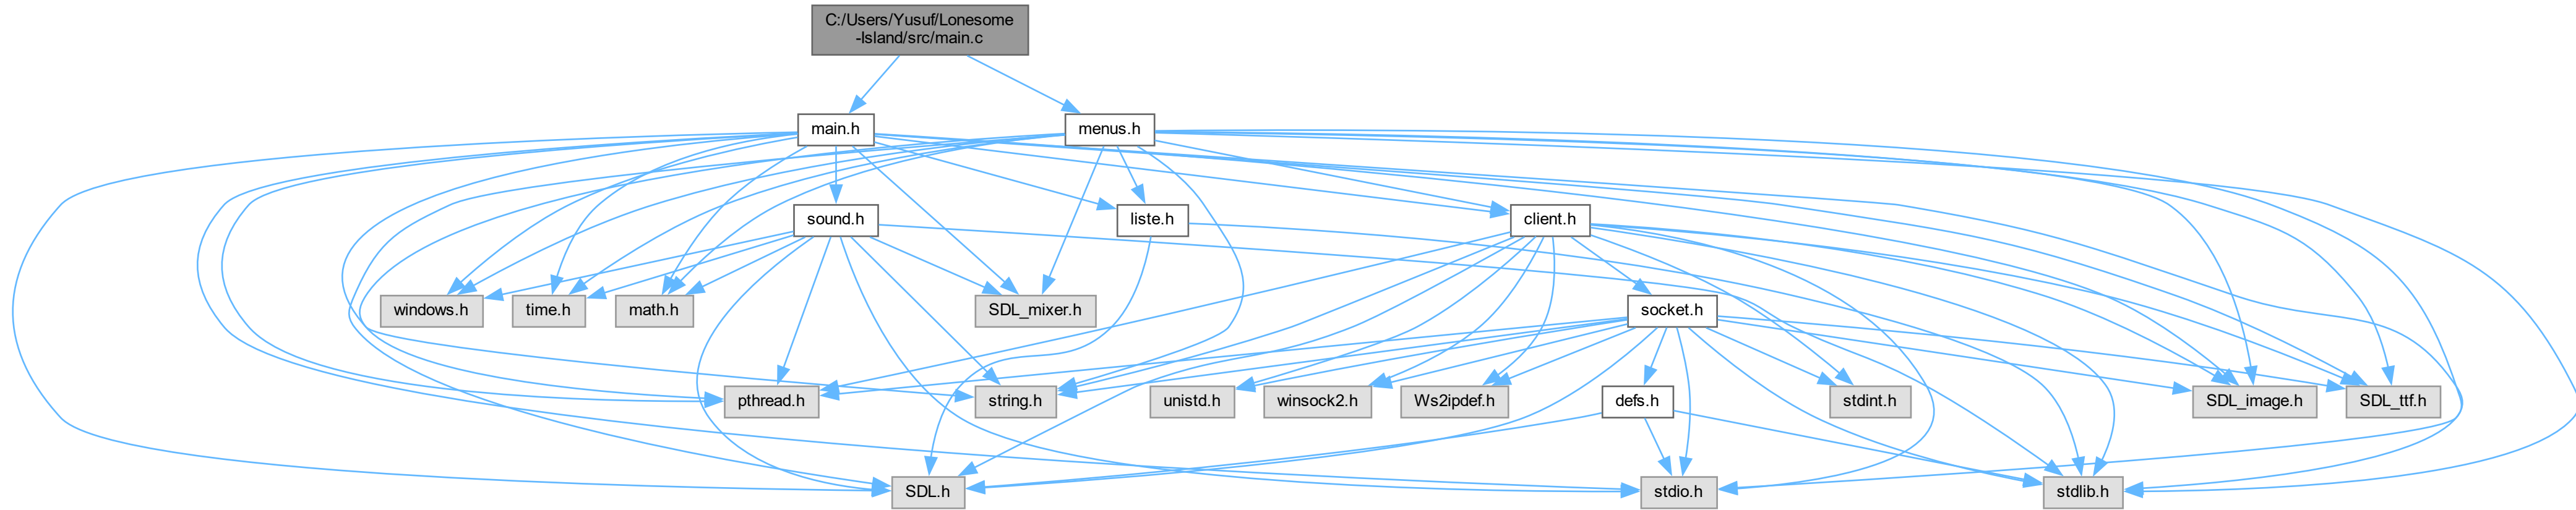 C:/Users/Yusuf/Lonesome
-Island/src/main.c
main.h
menus.h
sound.h
liste.h
client.h
windows.h
time.h
math.h
SDL_mixer.h
socket.h
pthread.h
string.h
unistd.h
winsock2.h
Ws2ipdef.h
defs.h
stdint.h
SDL_image.h
SDL_ttf.h
SDL.h
stdio.h
stdlib.h